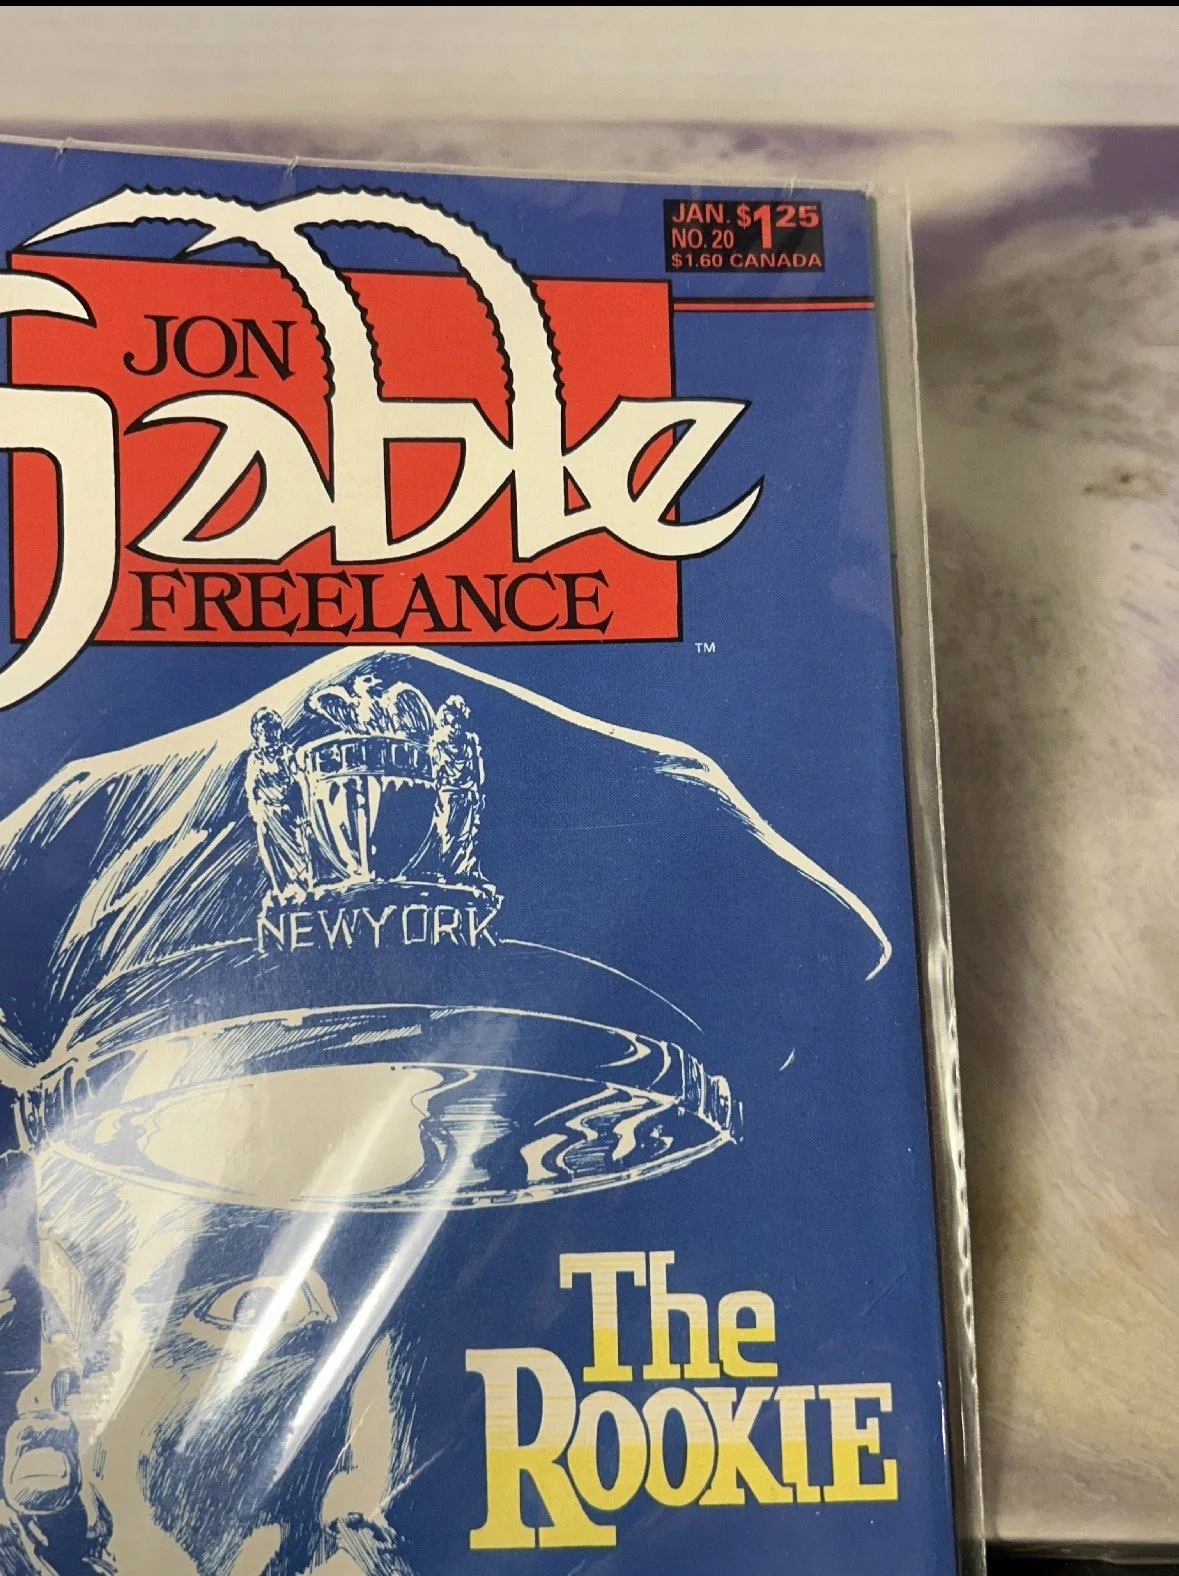 JAN. $1.25
NO. 20
$1.60 CANADA
JON
Sable
FREELANCE
TM
NEW YORK
The
ROOKIE